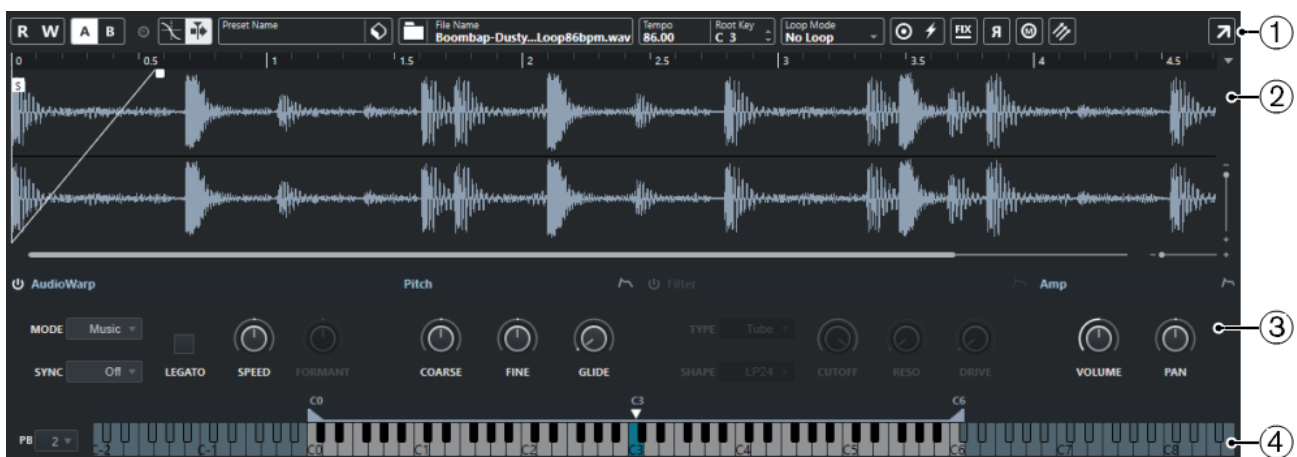 R W A B Preset Name File Name Tempo Root Key Loop Mode FIX R M 1
Boombap-Dusty...Loop86bpm.wav 86.00 C 3 No Loop
0 0.5 1 1.5 2 2.5 3 3.5 4 4.5
S 2
AudioWarp Pitch Filter Amp
MODE Music TYPE Tube 3
SYNC Off LEGATO SPEED FORMANT COARSE FINE GLIDE SHAPE LP24 CUTOFF RESO DRIVE VOLUME PAN
C0 C3 C6
PB 2 C-2 C-1 C0 C1 C2 C3 C4 C5 C6 C7 C8 4